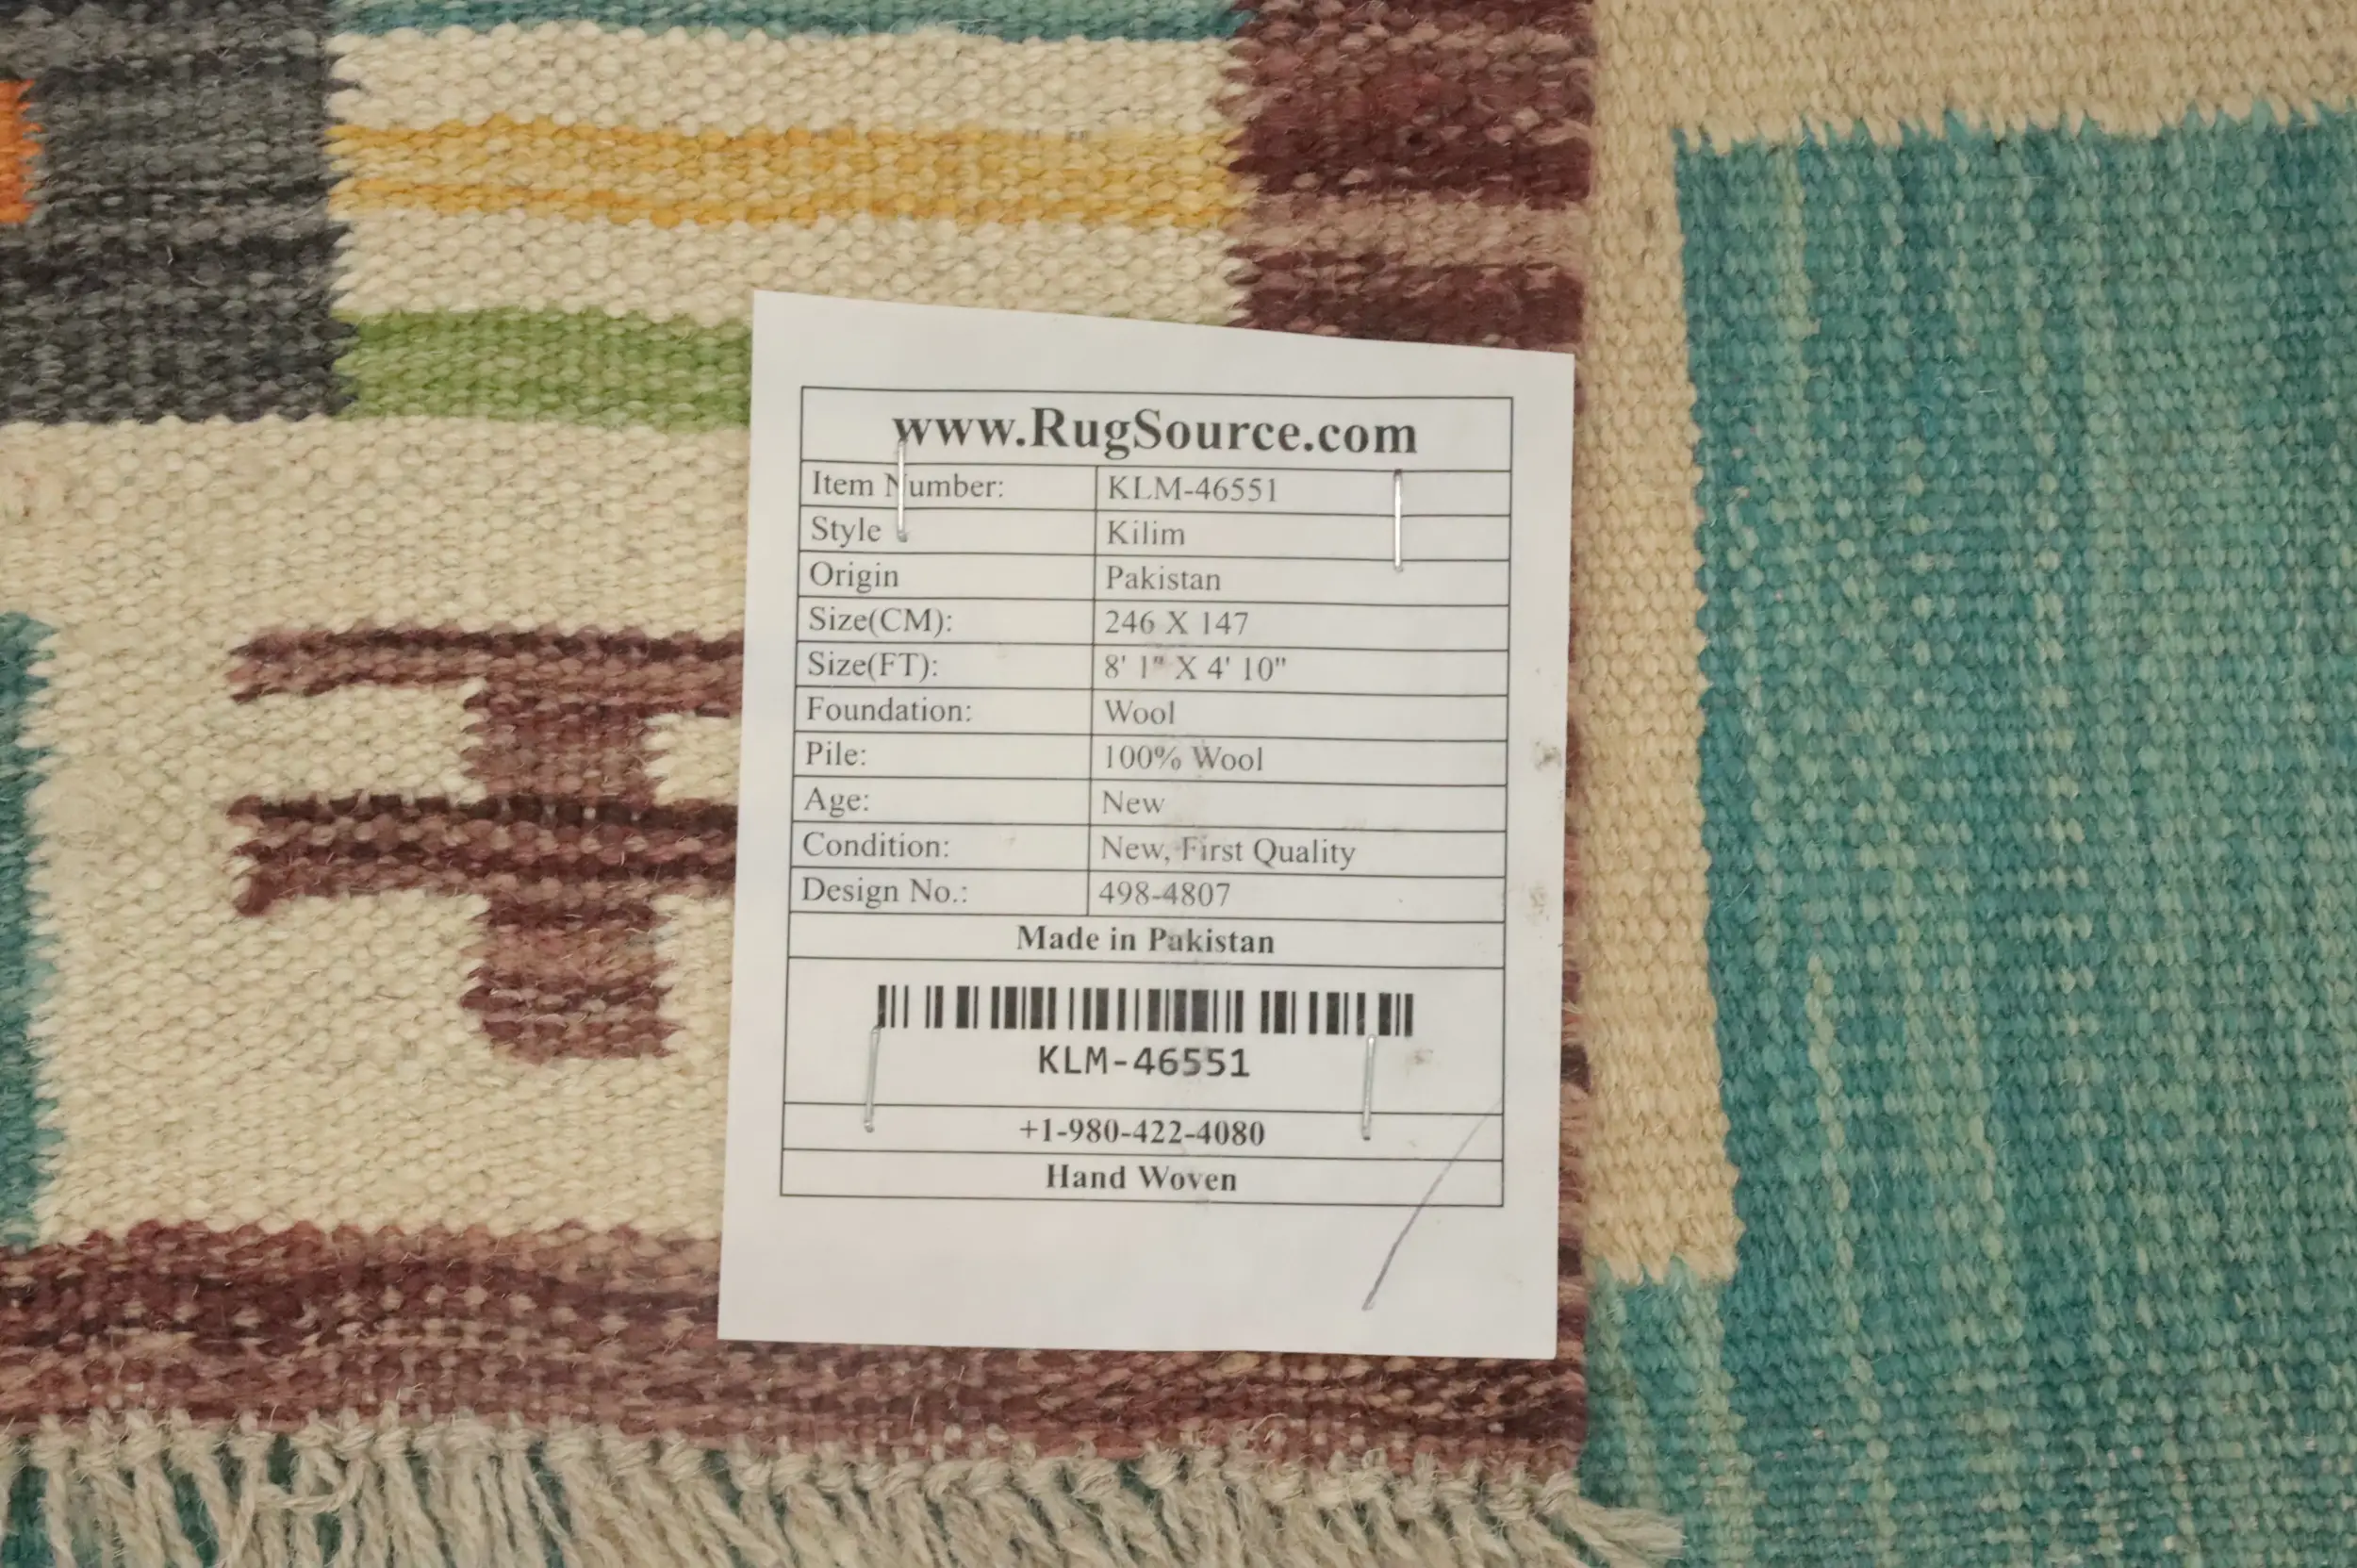 www.RugSource.com
Item Number: KLM-46551
Style Kilim
Origin Pakistan
Size(CM): 246 X 147
Size(FT): 8' 1" X 4' 10"
Foundation: Wool
Pile: 100% Wool
Age: New
Condition: New, First Quality
Design No.: 498-4807
Made in Pakistan
KLM-46551
+1-980-422-4080
Hand Woven